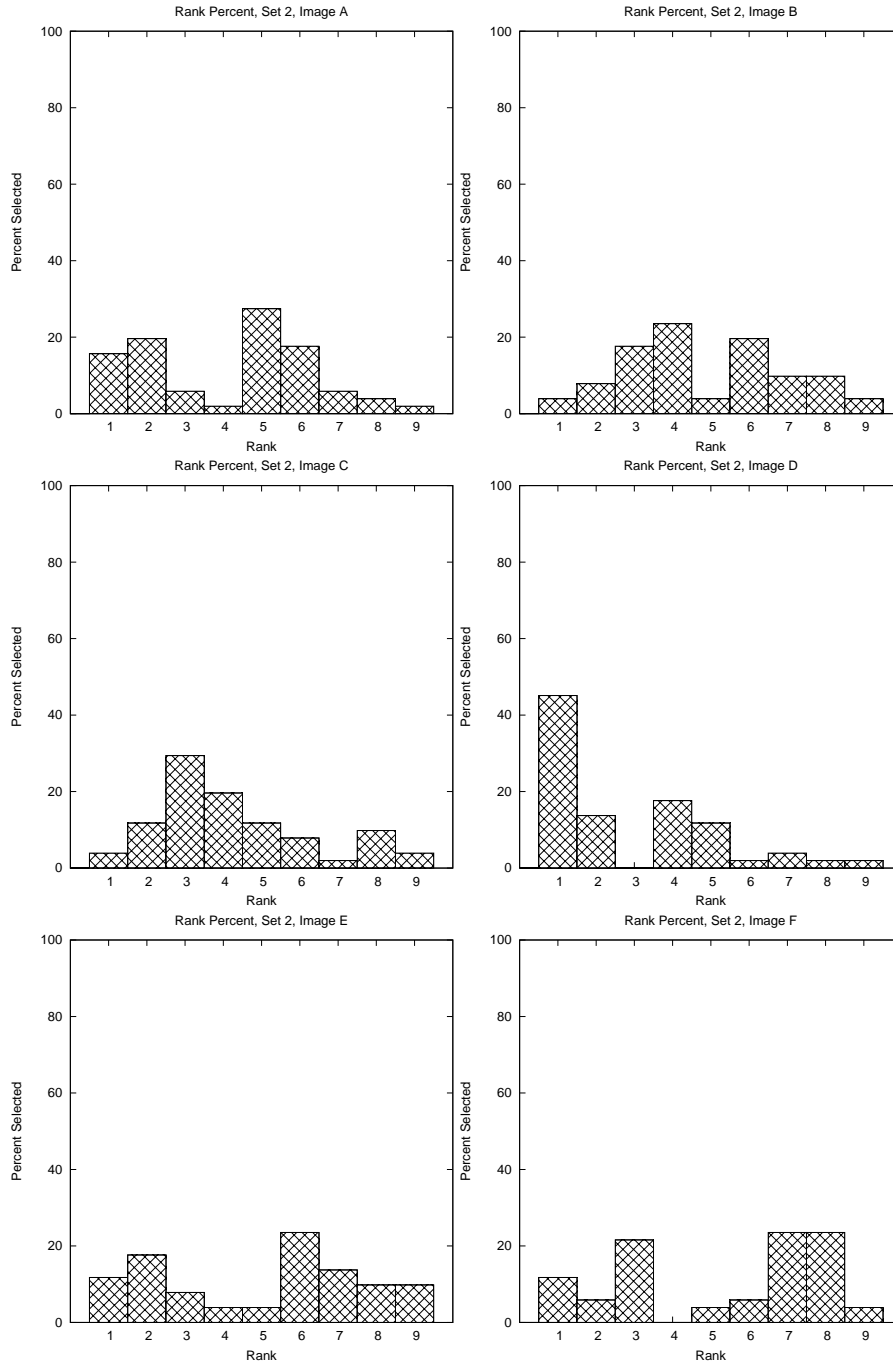 Rank Percent, Set 2, Image A
100
80
60
40
20
0
Percent Selected
1 2 3 4 5 6 7 8 9
Rank
Rank Percent, Set 2, Image B
100
80
60
40
20
0
Percent Selected
1 2 3 4 5 6 7 8 9
Rank
Rank Percent, Set 2, Image C
100
80
60
40
20
0
Percent Selected
1 2 3 4 5 6 7 8 9
Rank
Rank Percent, Set 2, Image D
100
80
60
40
20
0
Percent Selected
1 2 3 4 5 6 7 8 9
Rank
Rank Percent, Set 2, Image E
100
80
60
40
20
0
Percent Selected
1 2 3 4 5 6 7 8 9
Rank
Rank Percent, Set 2, Image F
100
80
60
40
20
0
Percent Selected
1 2 3 4 5 6 7 8 9
Rank